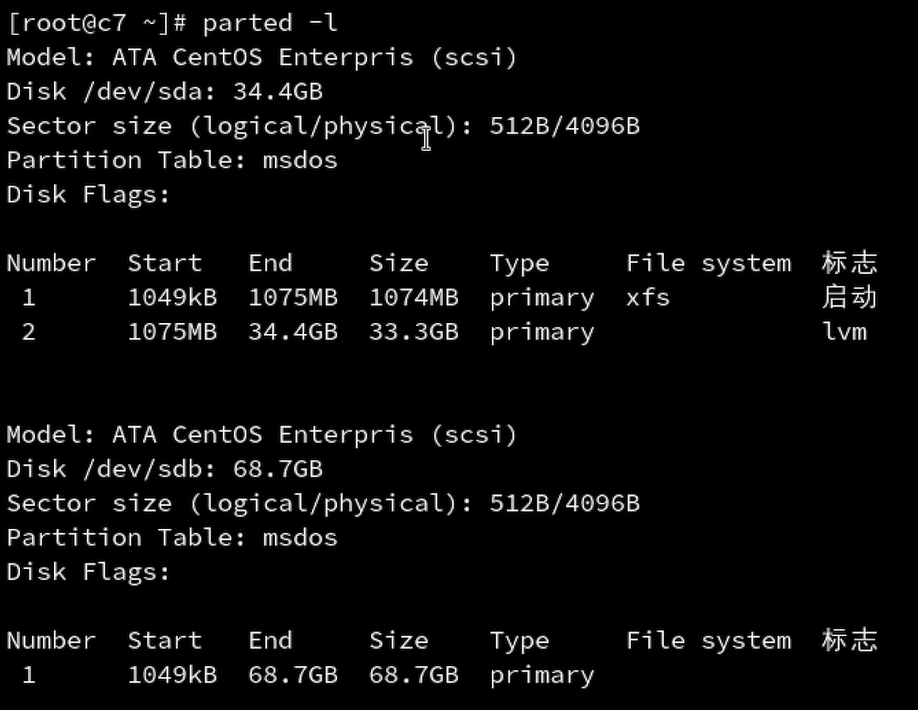 [root@c7 ~]# parted -l
Model: ATA CentOS Enterpris (scsi)
Disk /dev/sda: 34.4GB
Sector size (logical/physical): 512B/4096B
Partition Table: msdos
Disk Flags:
Number  Start   End     Size    Type     File system  标志
 1      1049kB  1075MB  1074MB  primary  xfs          启动
 2      1075MB  34.4GB  33.3GB  primary               lvm
Model: ATA CentOS Enterpris (scsi)
Disk /dev/sdb: 68.7GB
Sector size (logical/physical): 512B/4096B
Partition Table: msdos
Disk Flags:
Number  Start   End     Size    Type     File system  标志
 1      1049kB  68.7GB  68.7GB  primary